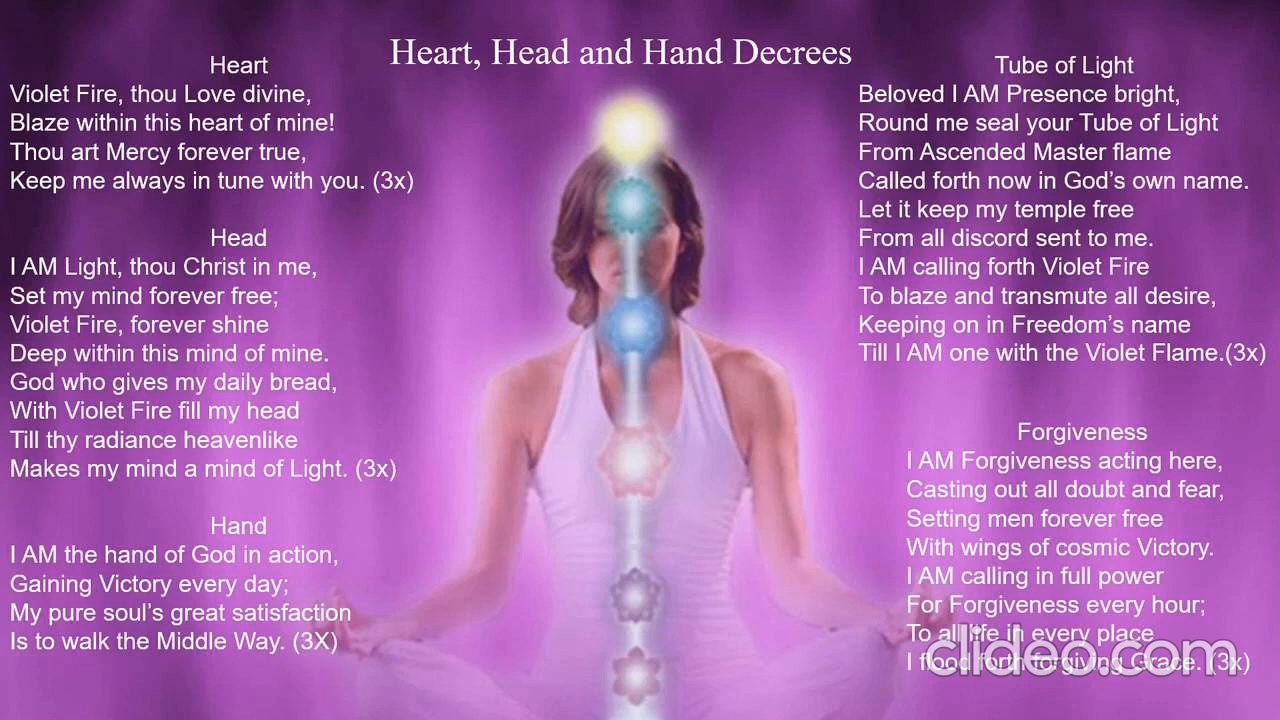 Heart, Head and Hand Decrees
Heart
Violet Fire, thou Love divine,
Blaze within this heart of mine!
Thou art Mercy forever true,
Keep me always in tune with you. (3x)
Head
I AM Light, thou Christ in me,
Set my mind forever free;
Violet Fire, forever shine
Deep within this mind of mine.
God who gives my daily bread,
With Violet Fire fill my head
Till thy radiance heavenlike
Makes my mind a mind of Light. (3x)
Hand
I AM the hand of God in action,
Gaining Victory every day;
My pure soul’s great satisfaction
Is to walk the Middle Way. (3X)
Tube of Light
Beloved I AM Presence bright,
Round me seal your Tube of Light
From Ascended Master flame
Called forth now in God’s own name.
Let it keep my temple free
From all discord sent to me.
I AM calling forth Violet Fire
To blaze and transmute all desire,
Keeping on in Freedom’s name
Till I AM one with the Violet Flame.(3x)
Forgiveness
I AM Forgiveness acting here,
Casting out all doubt and fear,
Setting men forever free
With wings of cosmic Victory.
I AM calling in full power
For Forgiveness every hour;
To all life in every place
I flood forth forgiving Grace. (3x)
clideo.com